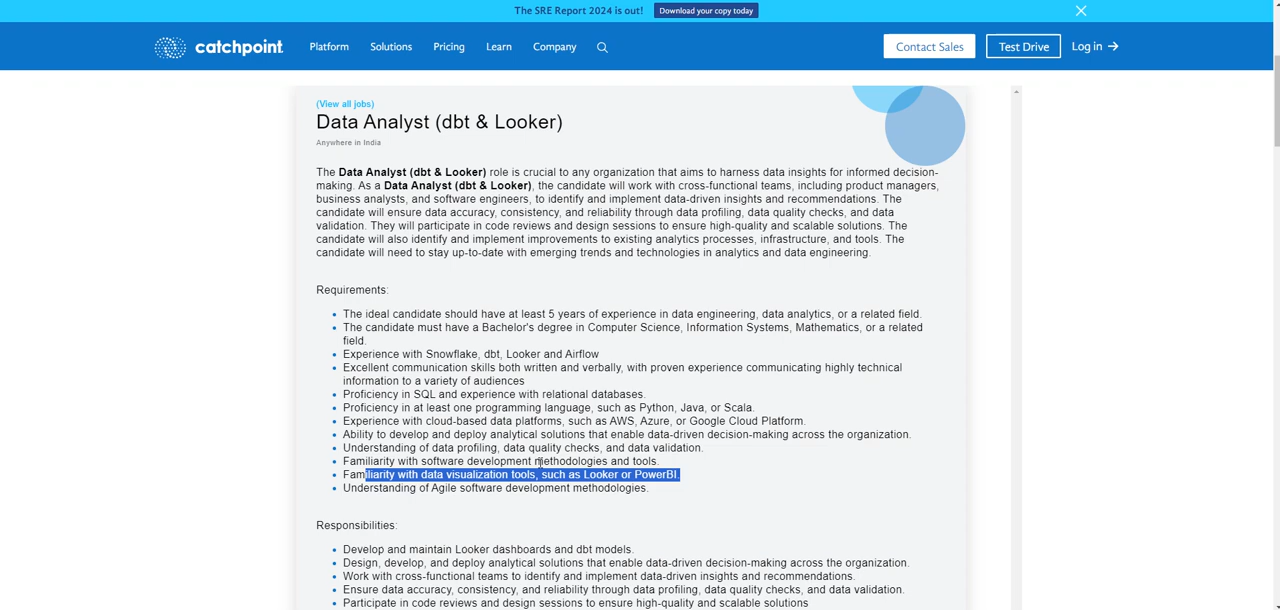 The SRE Report 2024 is out! Download your copy today
catchpoint Platform Solutions Pricing Learn Company Contact Sales Test Drive Log in
(View all jobs)
Data Analyst (dbt & Looker)
Anywhere in India
The Data Analyst (dbt & Looker) role is crucial to any organization that aims to harness data insights for informed decision-
making. As a Data Analyst (dbt & Looker), the candidate will work with cross-functional teams, including product managers,
business analysts, and software engineers, to identify and implement data-driven insights and recommendations. The
candidate will ensure data accuracy, consistency, and reliability through data profiling, data quality checks, and data
validation. They will participate in code reviews and design sessions to ensure high-quality and scalable solutions. The
candidate will also identify and implement improvements to existing analytics processes, infrastructure, and tools. The
candidate will need to stay up-to-date with emerging trends and technologies in analytics and data engineering.
Requirements:
The ideal candidate should have at least 5 years of experience in data engineering, data analytics, or a related field.
The candidate must have a Bachelor's degree in Computer Science, Information Systems, Mathematics, or a related
field.
Experience with Snowflake, dbt, Looker and Airflow
Excellent communication skills both written and verbally, with proven experience communicating highly technical
information to a variety of audiences
Proficiency in SQL and experience with relational databases.
Proficiency in at least one programming language, such as Python, Java, or Scala.
Experience with cloud-based data platforms, such as AWS, Azure, or Google Cloud Platform.
Ability to develop and deploy analytical solutions that enable data-driven decision-making across the organization.
Understanding of data profiling, data quality checks, and data validation.
Familiarity with software development methodologies and tools.
Familiarity with data visualization tools, such as Looker or PowerBI.
Understanding of Agile software development methodologies.
Responsibilities:
Develop and maintain Looker dashboards and dbt models.
Design, develop, and deploy analytical solutions that enable data-driven decision-making across the organization.
Work with cross-functional teams to identify and implement data-driven insights and recommendations.
Ensure data accuracy, consistency, and reliability through data profiling, data quality checks, and data validation.
Participate in code reviews and design sessions to ensure high-quality and scalable solutions